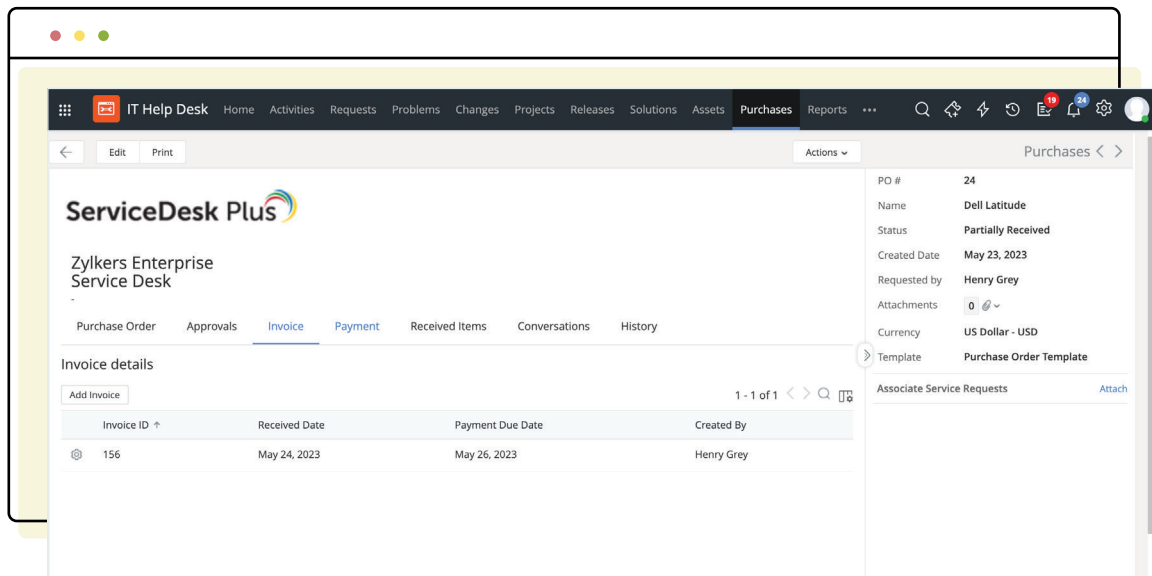 IT Help Desk Home Activities Requests Problems Changes Projects Releases Solutions Assets Purchases Reports ••• 19 24
Edit Print Actions Purchases
ServiceDesk Plus
Zylkers Enterprise
Service Desk
-
Purchase Order Approvals Invoice Payment Received Items Conversations History
Invoice details
Add Invoice 1 - 1 of 1
Invoice ID ↑ Received Date Payment Due Date Created By
156 May 24, 2023 May 26, 2023 Henry Grey
PO # 24
Name Dell Latitude
Status Partially Received
Created Date May 23, 2023
Requested by Henry Grey
Attachments 0
Currency US Dollar - USD
Template Purchase Order Template
Associate Service Requests Attach